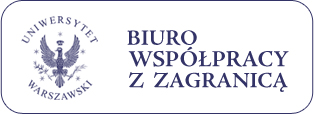 UNIWERSYTET
WARSZAWSKI
BIURO
WSPÓŁPRACY
Z ZAGRANICĄ